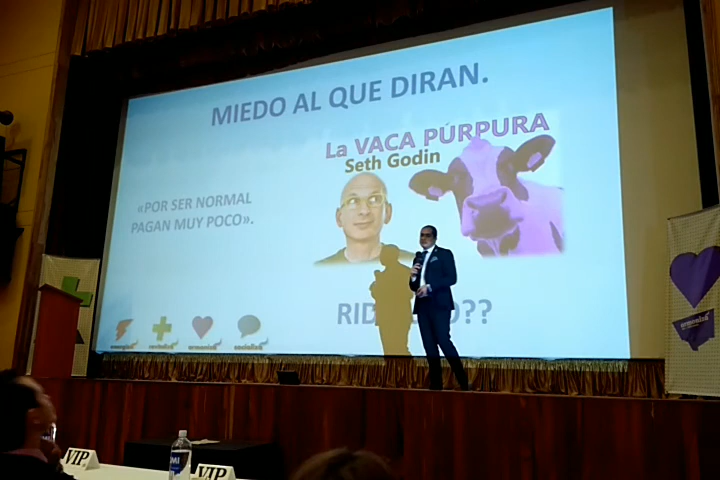 MIEDO AL QUE DIRAN.
La VACA PÚRPURA
Seth Godin
«POR SER NORMAL
PAGAN MUY POCO».
VIP
VIP